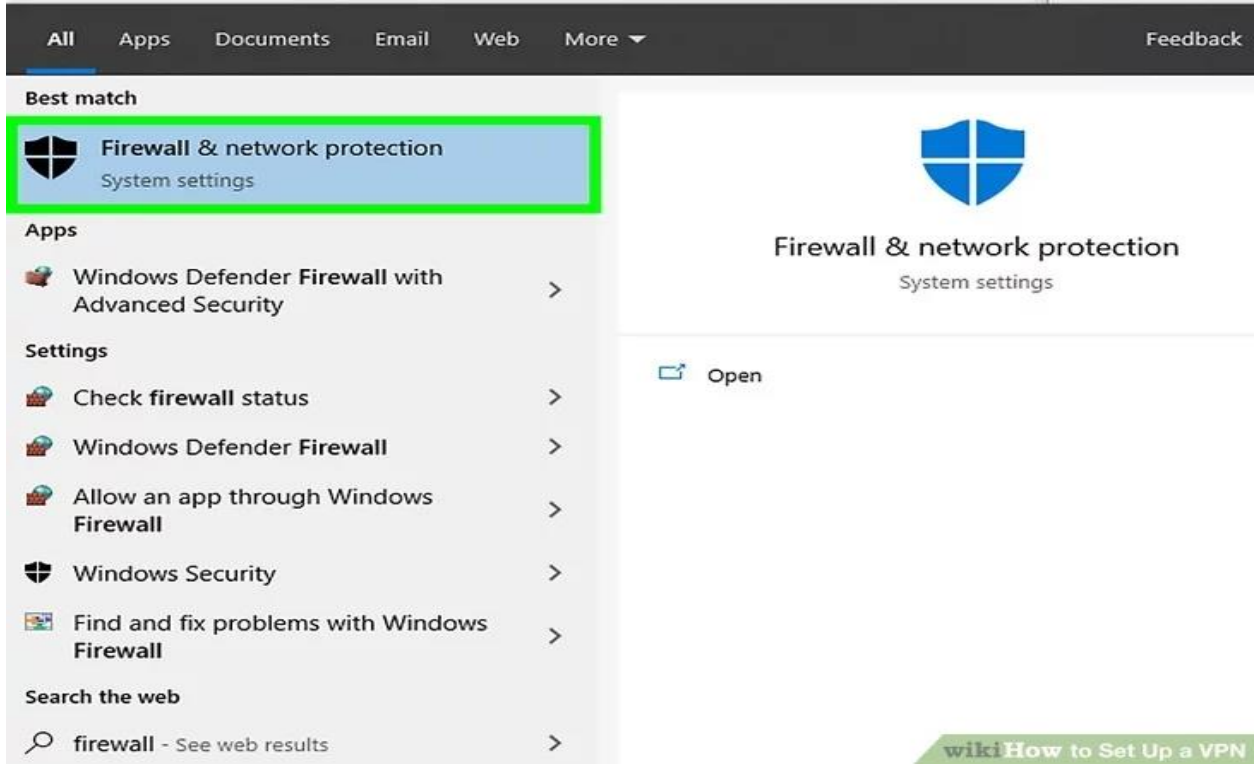 All Apps Documents Email Web More Feedback
Best match
Firewall & network protection
System settings
Apps
Windows Defender Firewall with
Advanced Security
Settings
Check firewall status
Windows Defender Firewall
Allow an app through Windows
Firewall
Windows Security
Find and fix problems with Windows
Firewall
Search the web
firewall - See web results
Firewall & network protection
System settings
Open
wikiHow to Set Up a VPN